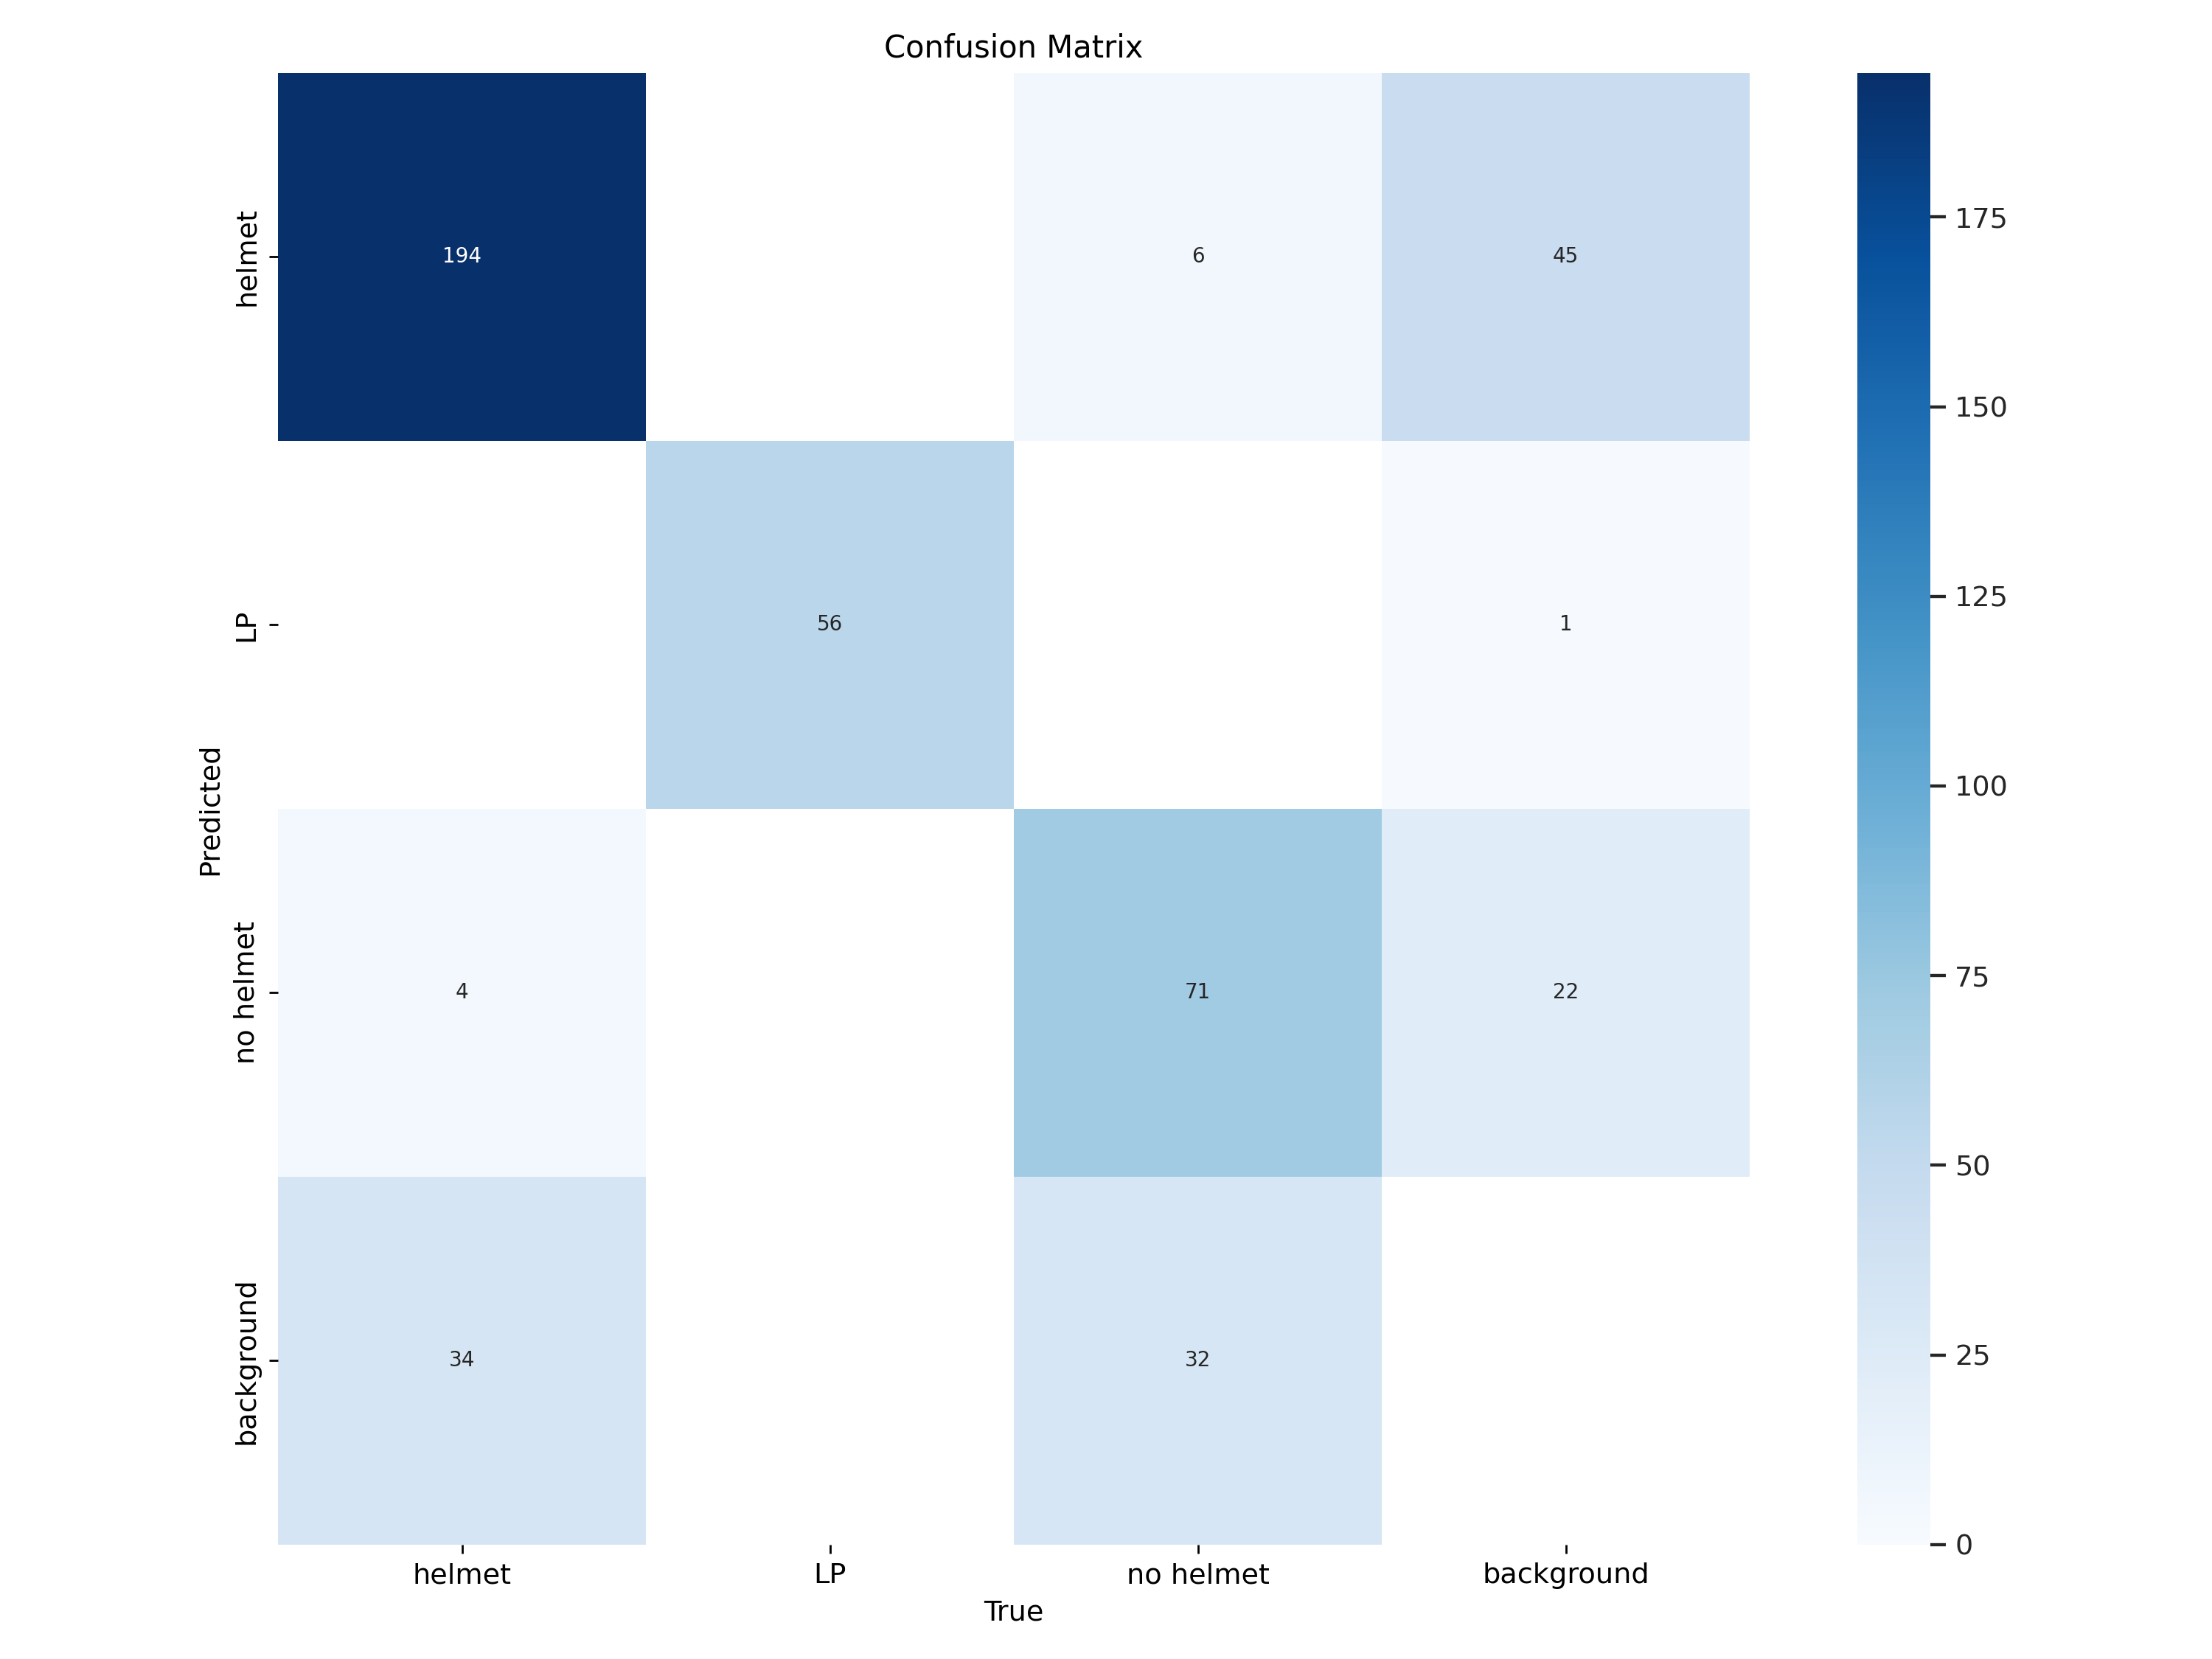 Confusion Matrix
helmet
194
6
45
175
150
LP
56
1
125
100
Predicted
no helmet
4
71
22
75
50
background
34
32
25
0
helmet
LP
no helmet
background
True